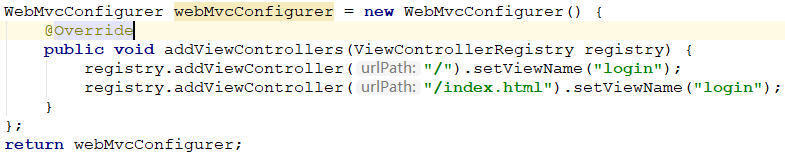 WebMvcConfigurer webMvcConfigurer = new WebMvcConfigurer() {
    @Override
    public void addViewControllers(ViewControllerRegistry registry) {
        registry.addViewController( urlPath: "/").setViewName("login");
        registry.addViewController( urlPath: "/index.html").setViewName("login");
    }
};
return webMvcConfigurer;